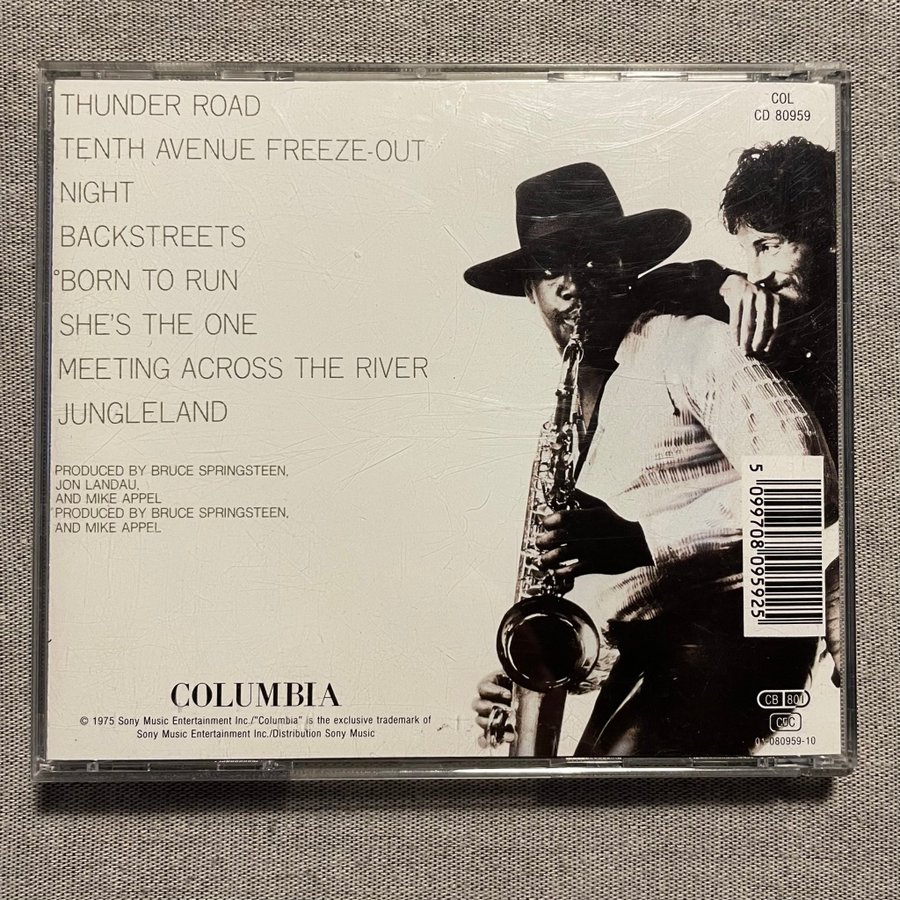 THUNDER ROAD
TENTH AVENUE FREEZE-OUT
NIGHT
BACKSTREETS
°BORN TO RUN
SHE'S THE ONE
MEETING ACROSS THE RIVER
JUNGLELAND
PRODUCED BY BRUCE SPRINGSTEEN,
JON LANDAU,
AND MIKE APPEL
°PRODUCED BY BRUCE SPRINGSTEEN,
AND MIKE APPEL
COLUMBIA
© 1975 Sony Music Entertainment Inc./"Columbia" is the exclusive trademark of
Sony Music Entertainment Inc./Distribution Sony Music
COL
CD 80959
5 099708 095925
CB 801
01-080959-10